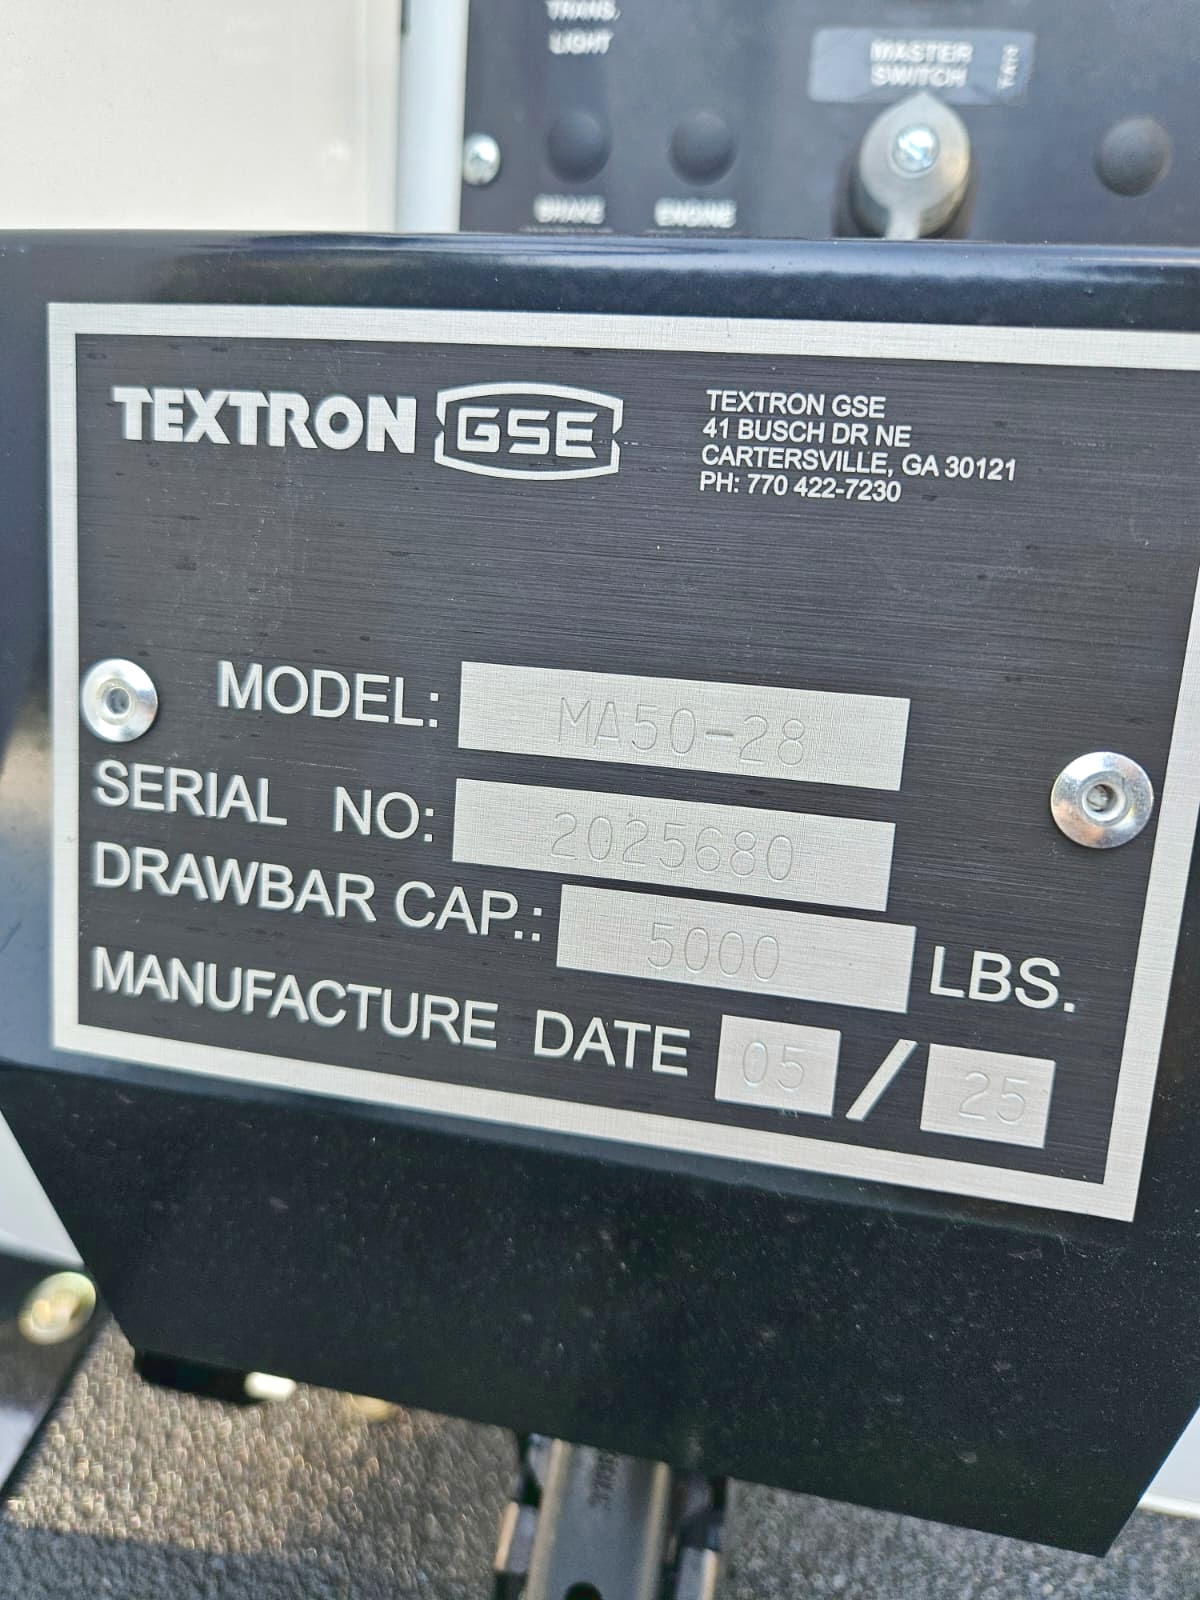 TRANS.
LIGHT
MASTER
SWITCH
BRAKE
ENGINE
TEXTRON GSE
TEXTRON GSE
41 BUSCH DR NE
CARTERSVILLE, GA 30121
PH: 770 422-7230
MODEL: MA50-28
SERIAL NO: 2025680
DRAWBAR CAP.: 5000 LBS.
MANUFACTURE DATE 05 / 25